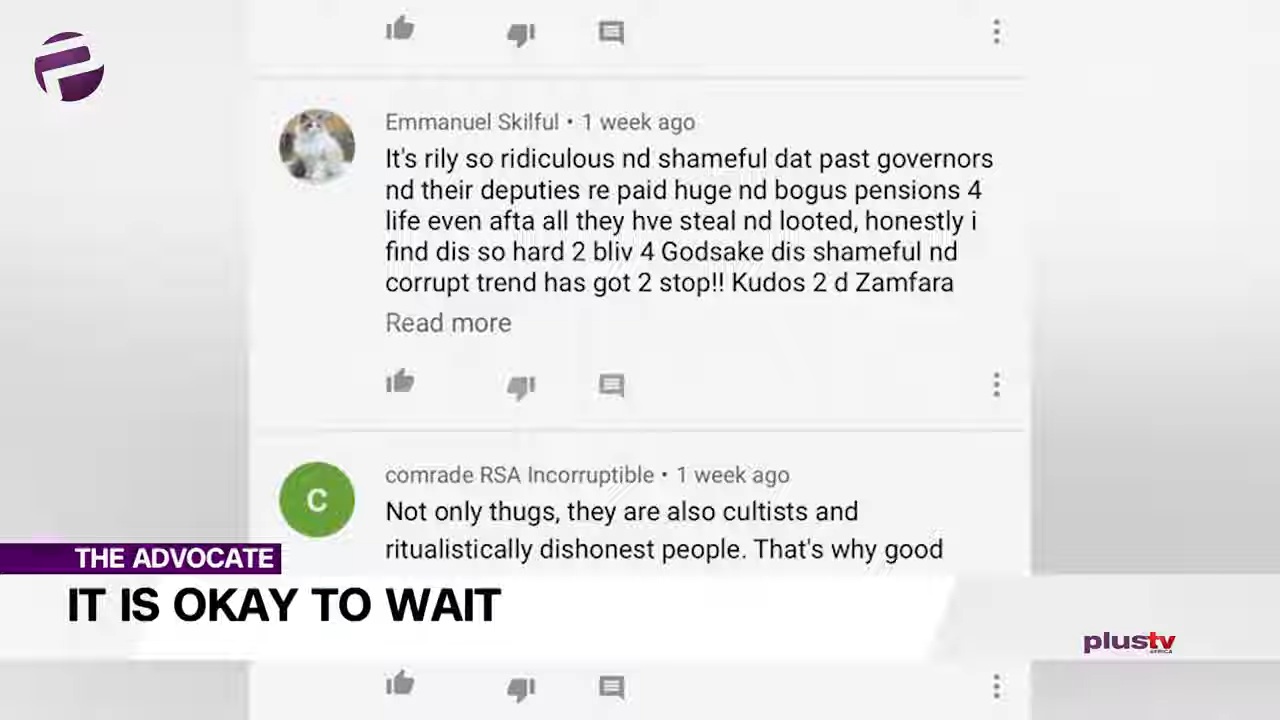 Emmanuel Skilful • 1 week ago
It's rily so ridiculous nd shameful dat past governors
nd their deputies re paid huge nd bogus pensions 4
life even afta all they hve steal nd looted, honestly i
find dis so hard 2 bliv 4 Godsake dis shameful nd
corrupt trend has got 2 stop!! Kudos 2 d Zamfara
Read more
C
comrade RSA Incorruptible • 1 week ago
Not only thugs, they are also cultists and
ritualistically dishonest people. That's why good
THE ADVOCATE
IT IS OKAY TO WAIT
plustv
AFRICA